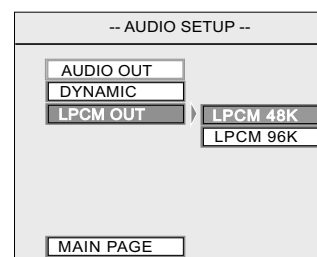 -- AUDIO SETUP --
AUDIO OUT
DYNAMIC
LPCM OUT
LPCM 48K
LPCM 96K
MAIN PAGE